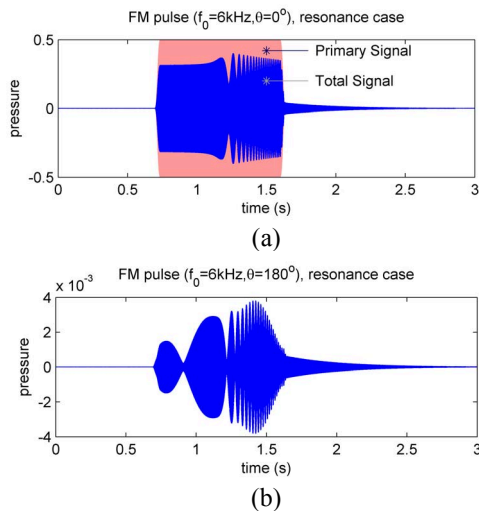 FM pulse (f₀=6kHz,θ=0°), resonance case
0.5
* Primary Signal
* Total Signal
pressure
0
-0.5
0 0.5 1 1.5 2 2.5 3
time (s)
(a)
FM pulse (f₀=6kHz,θ=180°), resonance case
x 10⁻³
4
2
pressure
0
-2
-4
0 0.5 1 1.5 2 2.5 3
time (s)
(b)